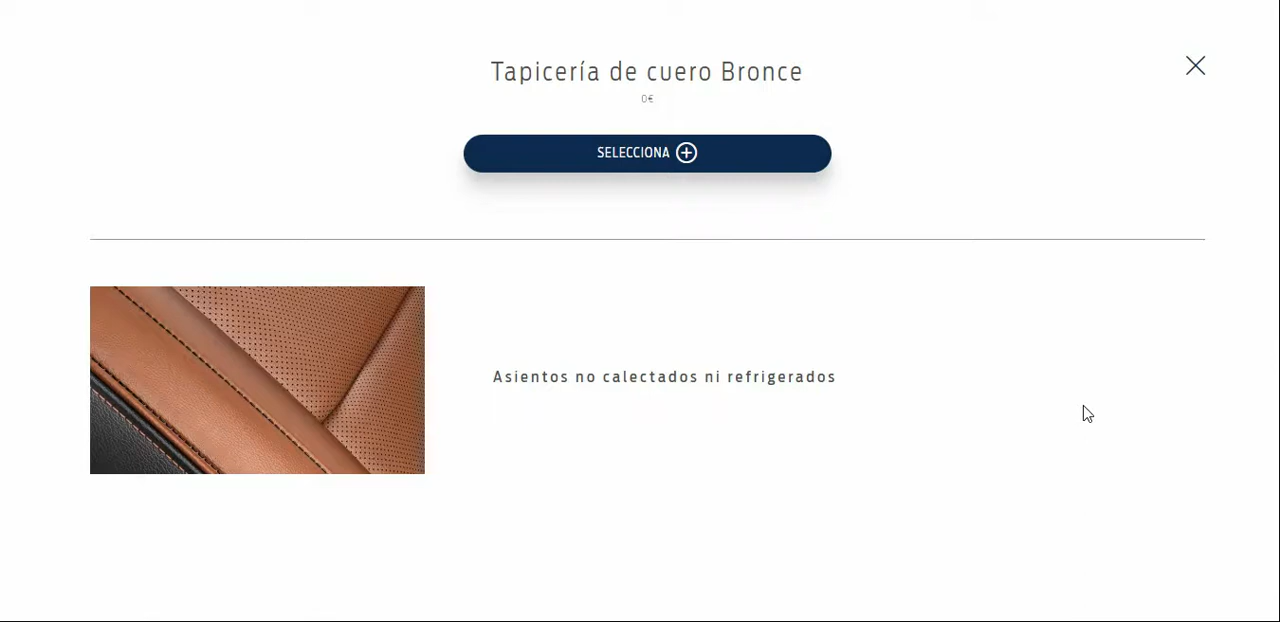 Tapicería de cuero Bronce
0€
SELECCIONA
Asientos no calectados ni refrigerados